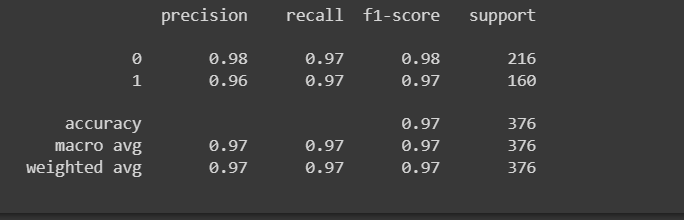 precision recall f1-score support
0 0.98 0.97 0.98 216
1 0.96 0.97 0.97 160
accuracy 0.97 376
macro avg 0.97 0.97 0.97 376
weighted avg 0.97 0.97 0.97 376